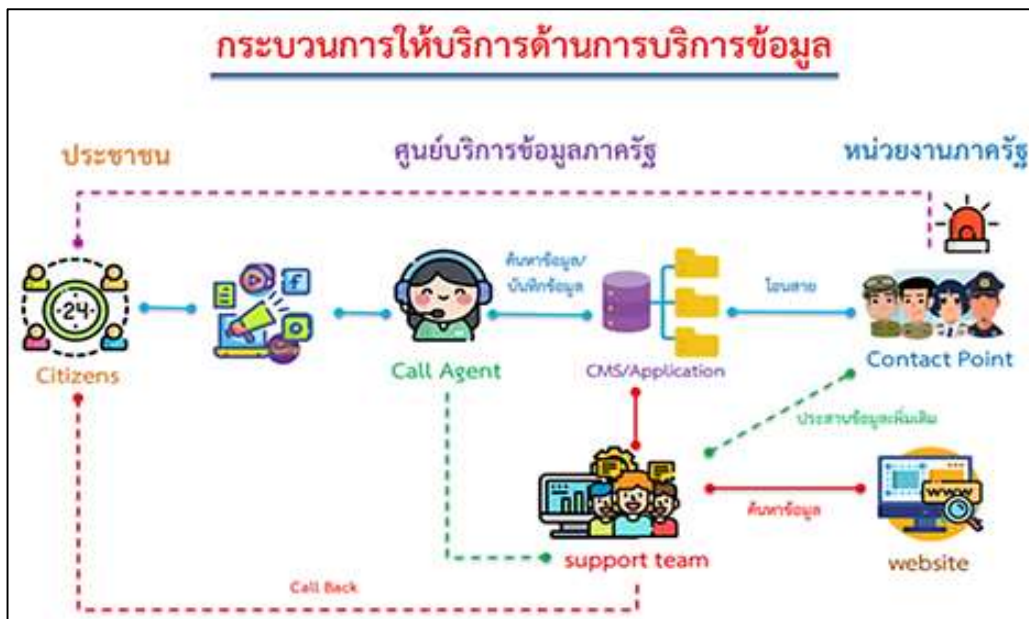 กระบวนการให้บริการด้านการบริการข้อมูล
ประชาชน
ศูนย์บริการข้อมูลภาครัฐ
หน่วยงานภาครัฐ
24
ค้นหาข้อมูล/
บันทึกข้อมูล
โอนสาย
Citizens
Call Agent
CMS/Application
Contact Point
ประสานข้อมูลเพิ่มเติม
www
ค้นหาข้อมูล
support team
website
Call Back